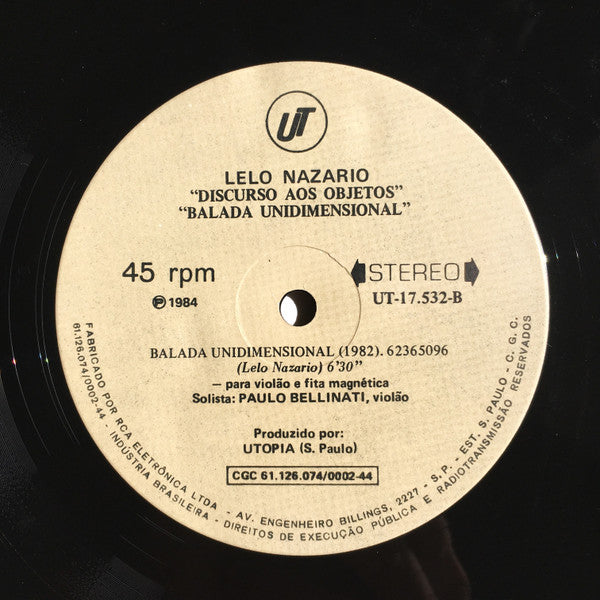 UT
LELO NAZARIO
“DISCURSO AOS OBJETOS”
“BALADA UNIDIMENSIONAL”
45 rpm
STEREO
Ⓟ 1984
UT-17.532-B
BALADA UNIDIMENSIONAL (1982). 62365096
(Lelo Nazario) 6’30”
— para violão e fita magnética
Solista: PAULO BELLINATI, violão
Produzido por:
UTOPIA (S. Paulo)
CGC 61.126.074/0002-44
FABRICADO POR RCA ELETRÔNICA LTDA - AV. ENGENHEIRO BILLINGS, 2227 - S. P. - EST. S. PAULO - C. G. C.
61.126.074/0002-44 - INDÚSTRIA BRASILEIRA - DIREITOS DE EXECUÇÃO PÚBLICA E RADIOTRANSMISSÃO RESERVADOS